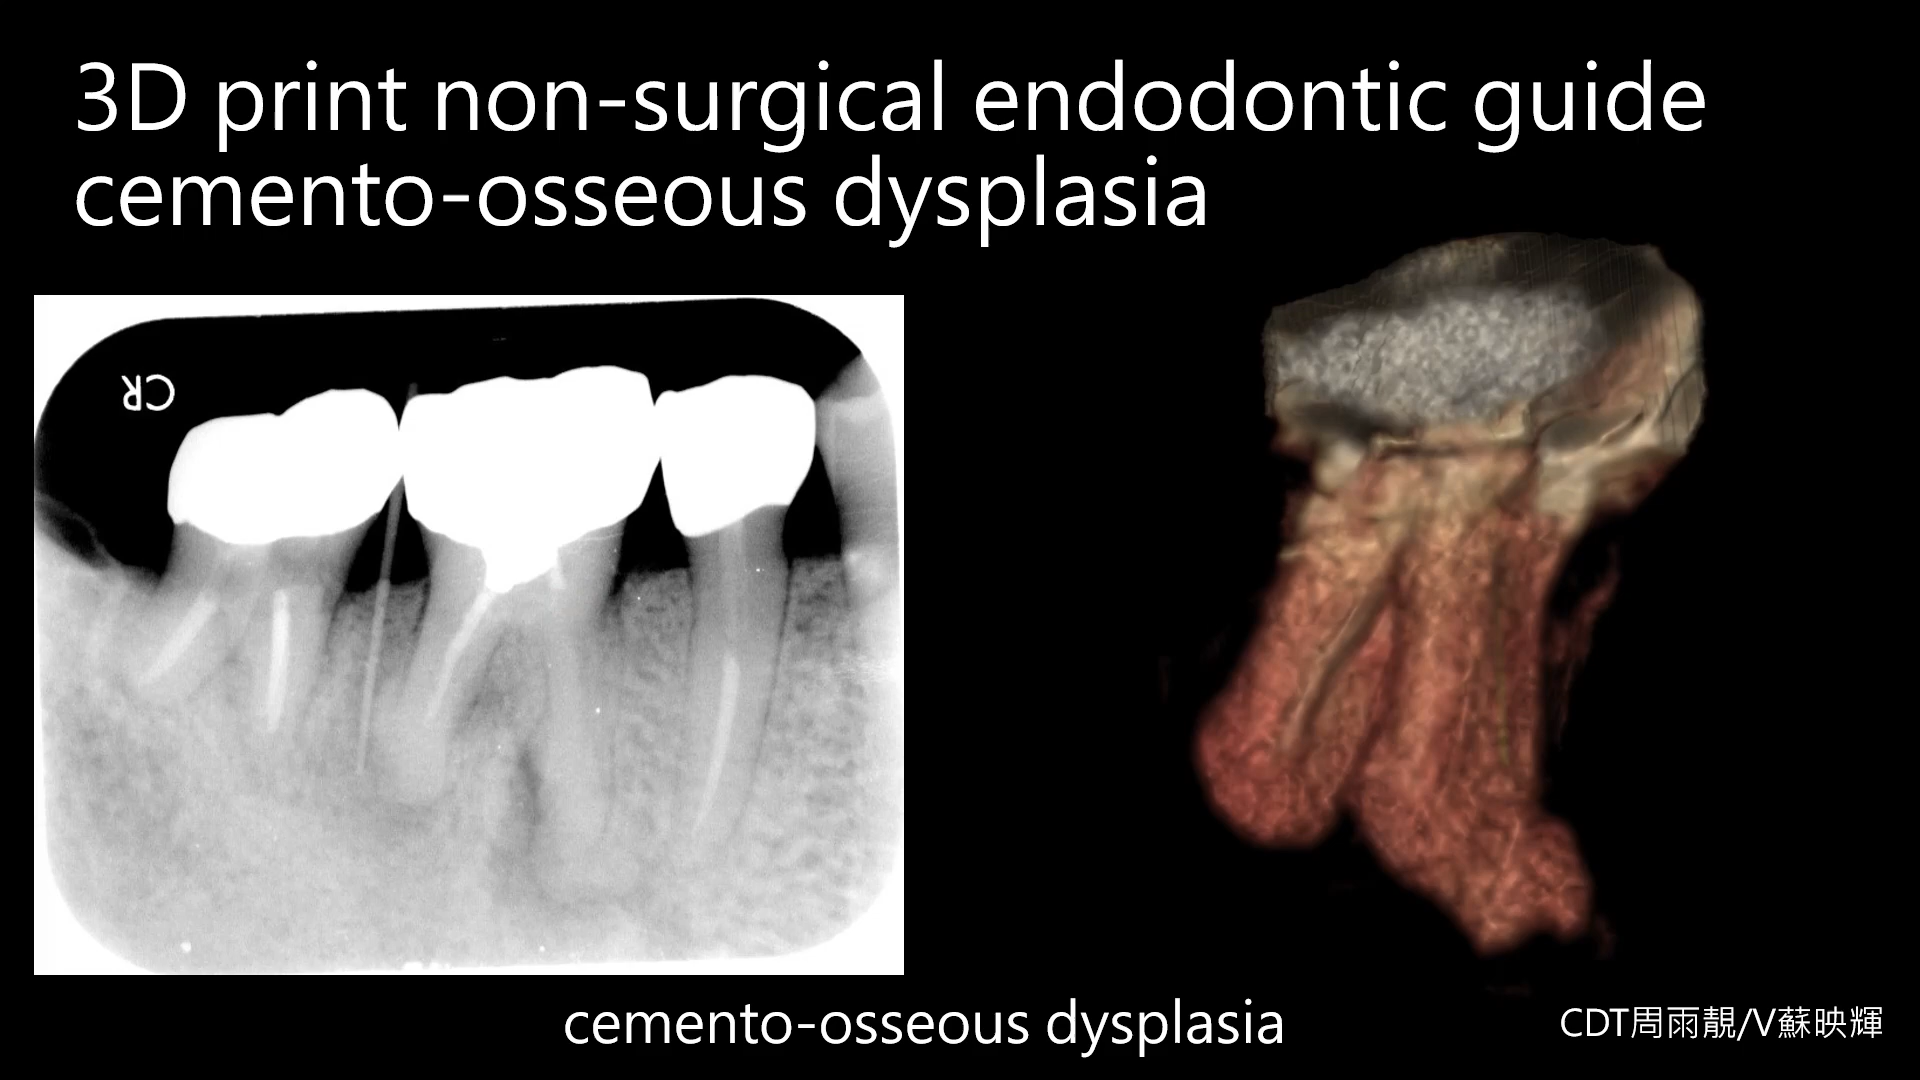 3D print non-surgical endodontic guide
cemento-osseous dysplasia
CR
cemento-osseous dysplasia
CDT周雨靚/V蘇映輝